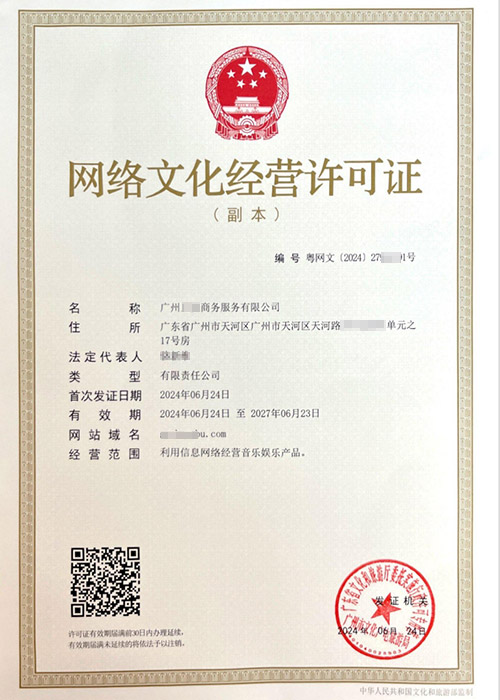 网络文化经营许可证
（副本）
编 号 粤网文〔2024〕27 1号
名 称 广州 商务服务有限公司
住 所 广东省广州市天河区广州市天河区天河路 单元之
17号房
法定代表人
类 型 有限责任公司
首次发证日期 2024年06月24日
有 效 期 2024年06月24日 至 2027年06月23日
网站域名 bu.com
经营范围 利用信息网络经营音乐娱乐产品。
发证机关
2024年 06月 24日
许可证有效期届满前30日内办理延续，
有效期届满未延续的将依予以注销。
中华人民共和国文化和旅游部监制